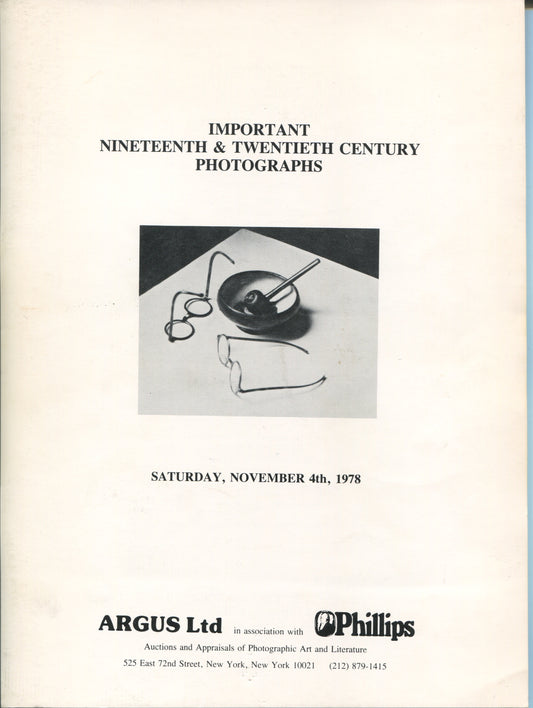 IMPORTANT
NINETEENTH & TWENTIETH CENTURY
PHOTOGRAPHS
SATURDAY, NOVEMBER 4th, 1978
ARGUS Ltd in association with Phillips
Auctions and Appraisals of Photographic Art and Literature
525 East 72nd Street, New York, New York 10021 (212) 879-1415